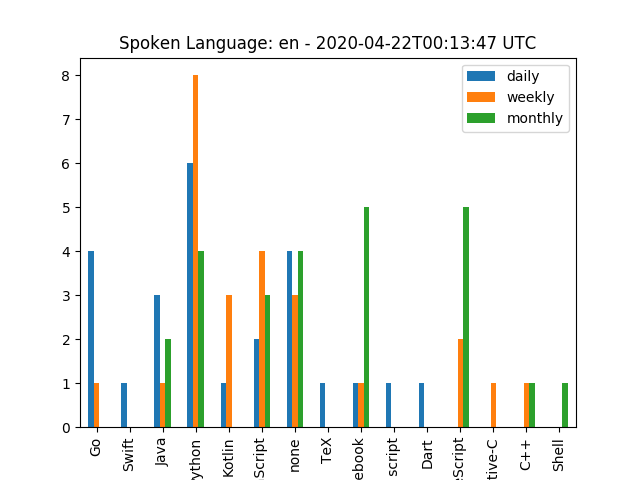 Spoken Language: en - 2020-04-22T00:13:47 UTC
daily
weekly
monthly
8
7
6
5
4
3
2
1
0
Go
Swift
Java
ython
Kotlin
Script
none
TeX
ebook
script
Dart
eScript
tive-C
C++
Shell